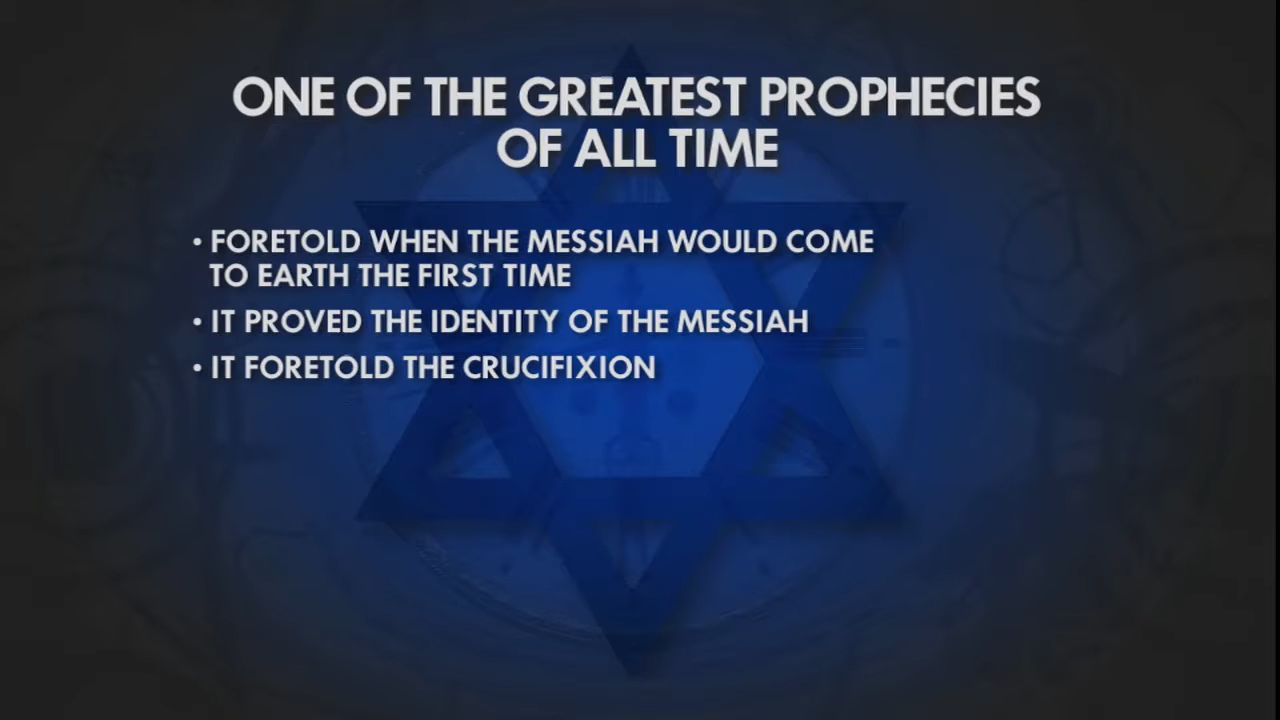 ONE OF THE GREATEST PROPHECIES
OF ALL TIME
• FORETOLD WHEN THE MESSIAH WOULD COME
TO EARTH THE FIRST TIME
• IT PROVED THE IDENTITY OF THE MESSIAH
• IT FORETOLD THE CRUCIFIXION